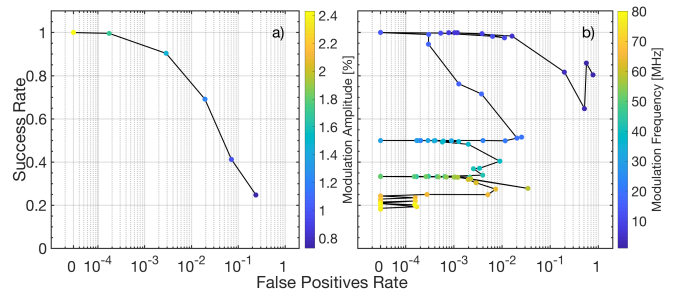 a)
b)
1
0.8
0.6
0.4
0.2
0
Success Rate
0 10⁻⁴ 10⁻³ 10⁻² 10⁻¹ 1
2.4
2.2
2
1.8
1.6
1.4
1.2
1
0.8
Modulation Amplitude [%]
0 10⁻⁴ 10⁻³ 10⁻² 10⁻¹ 1
80
70
60
50
40
30
20
10
Modulation Frequency [MHz]
False Positives Rate